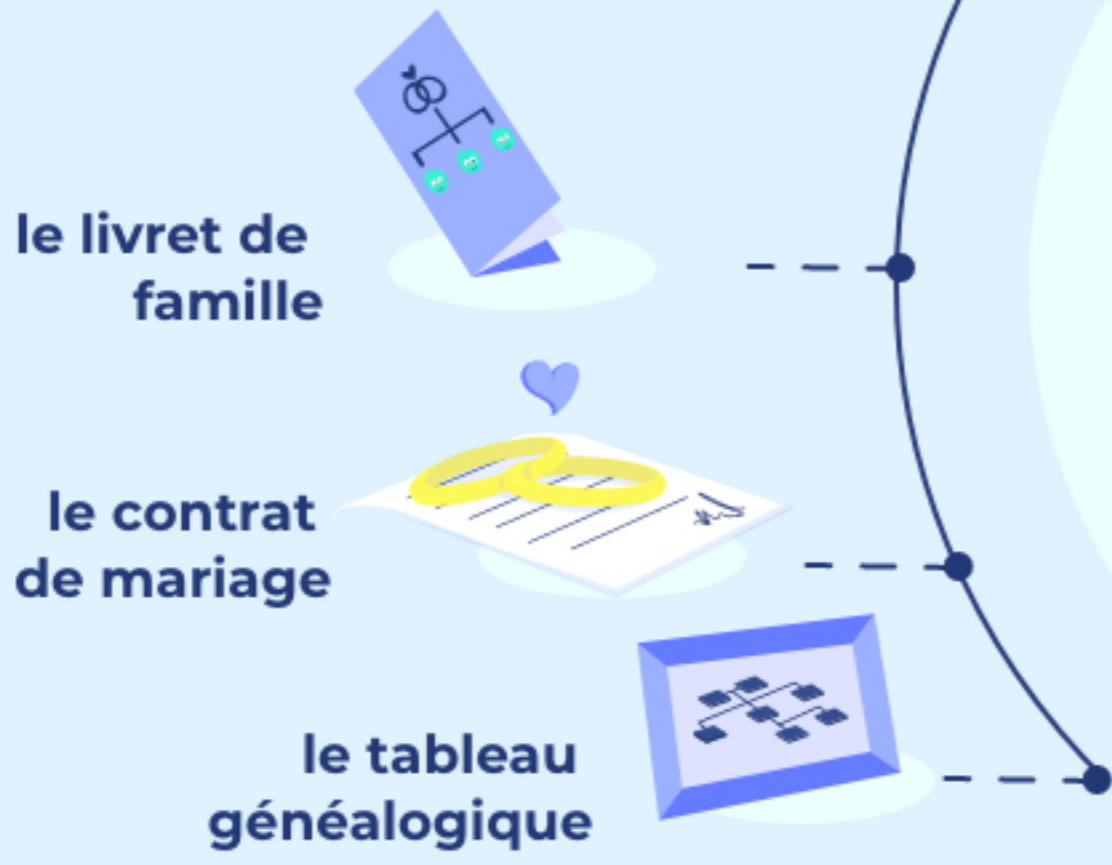 le livret de
famille
le contrat
de mariage
le tableau
généalogique